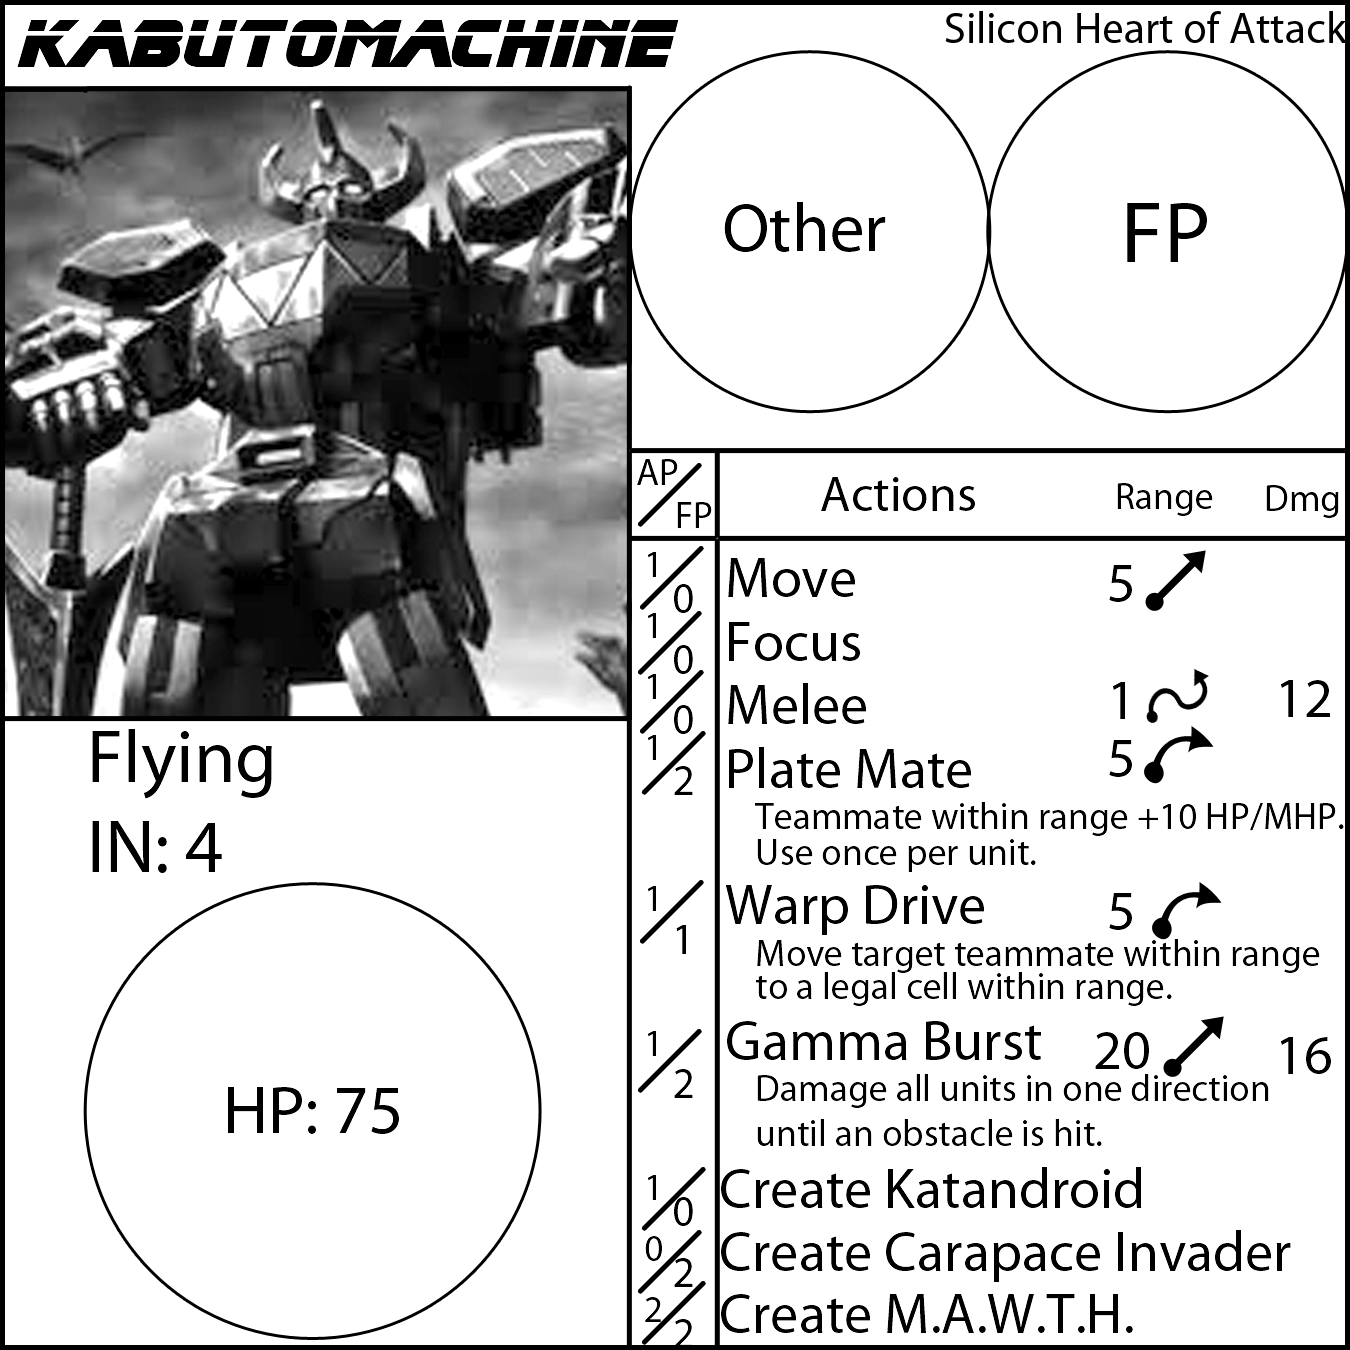 KABUTOMACHINE
Silicon Heart of Attack
Other
FP
AP/FP Actions Range Dmg
1/0 Move 5
1/0 Focus
1/0 Melee 1 12
1/2 Plate Mate 5
Teammate within range +10 HP/MHP.
Use once per unit.
1/1 Warp Drive 5
Move target teammate within range
to a legal cell within range.
1/2 Gamma Burst 20 16
Damage all units in one direction
until an obstacle is hit.
1/0 Create Katandroid
0/2 Create Carapace Invader
2/2 Create M.A.W.T.H.
Flying
IN: 4
HP: 75